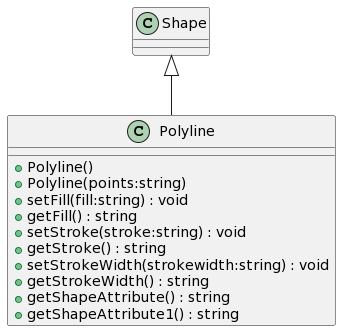 C Shape
C Polyline
Polyline()
Polyline(points:string)
setFill(fill:string) : void
getFill() : string
setStroke(stroke:string) : void
getStroke() : string
setStrokeWidth(strokewidth:string) : void
getStrokeWidth() : string
getShapeAttribute() : string
getShapeAttribute1() : string